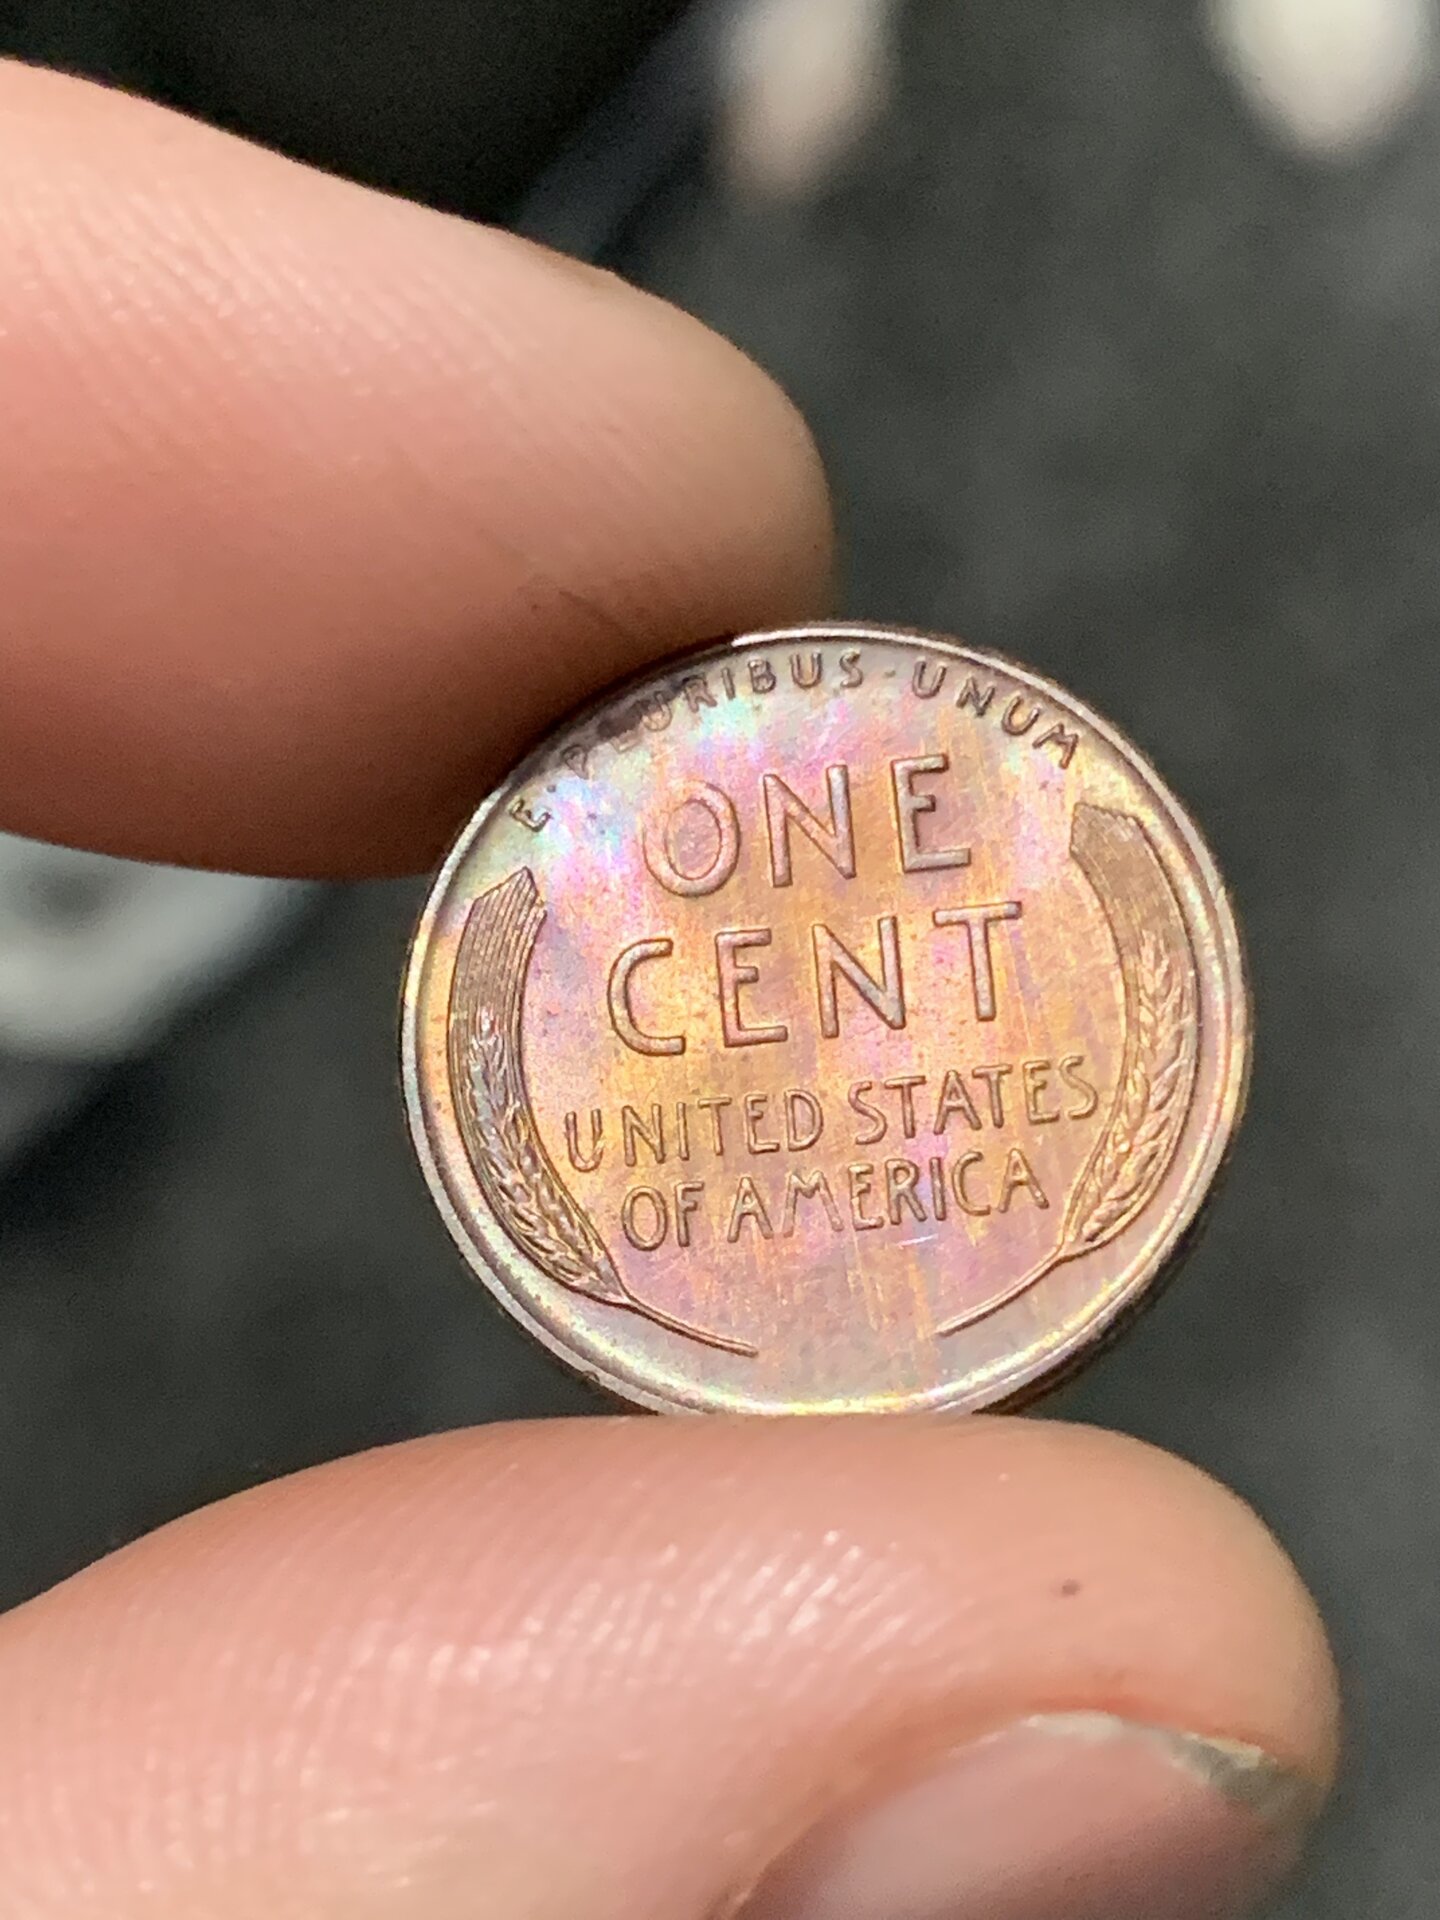 E·PLURIBUS·UNUM
ONE
CENT
UNITED STATES
OF AMERICA